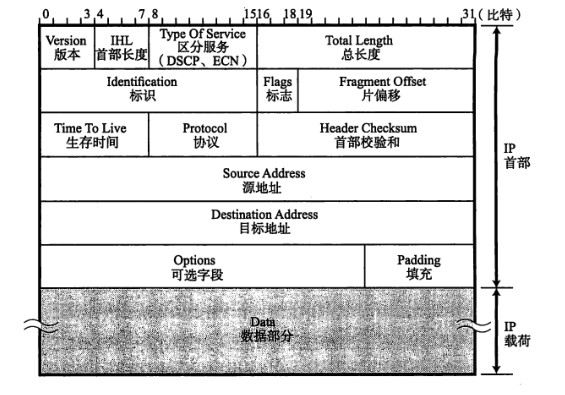 0 3 4 7 8 1516 18 19 31(比特)
Version IHL Type Of Service Total Length
版本 首部长度 区分服务 总长度
(DSCP、ECN)
Identification Flags Fragment Offset
标识 标志 片偏移
Time To Live Protocol Header Checksum
生存时间 协议 首部校验和
IP
首部
Source Address
源地址
Destination Address
目标地址
Options Padding
可选字段 填充
Data
数据部分
IP
载荷